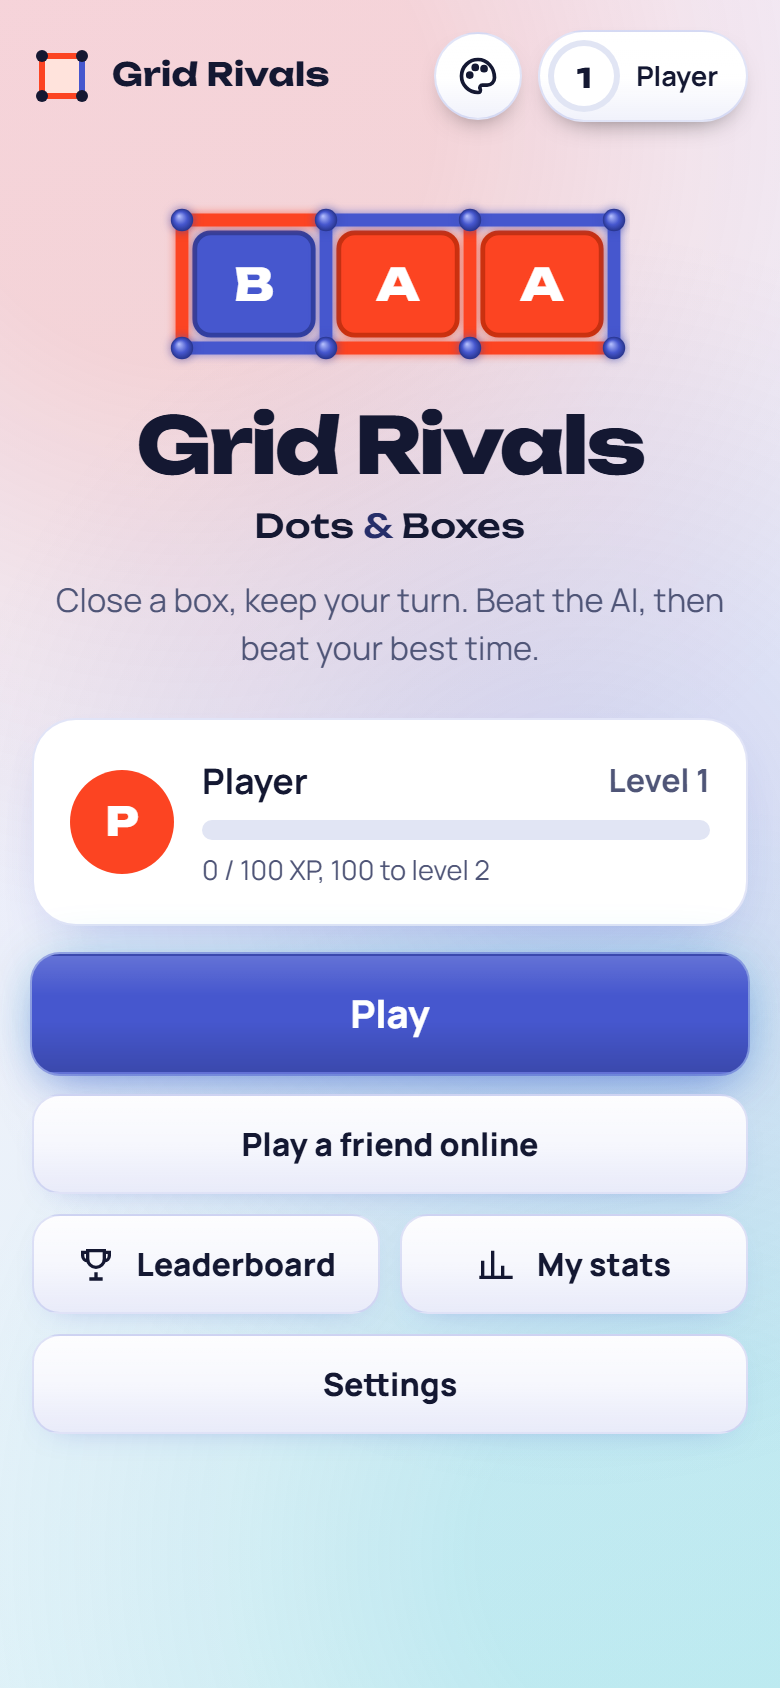 Grid Rivals
1 Player
B A A
Grid Rivals
Dots & Boxes
Close a box, keep your turn. Beat the AI, then
beat your best time.
P
Player Level 1
0 / 100 XP, 100 to level 2
Play
Play a friend online
Leaderboard
My stats
Settings